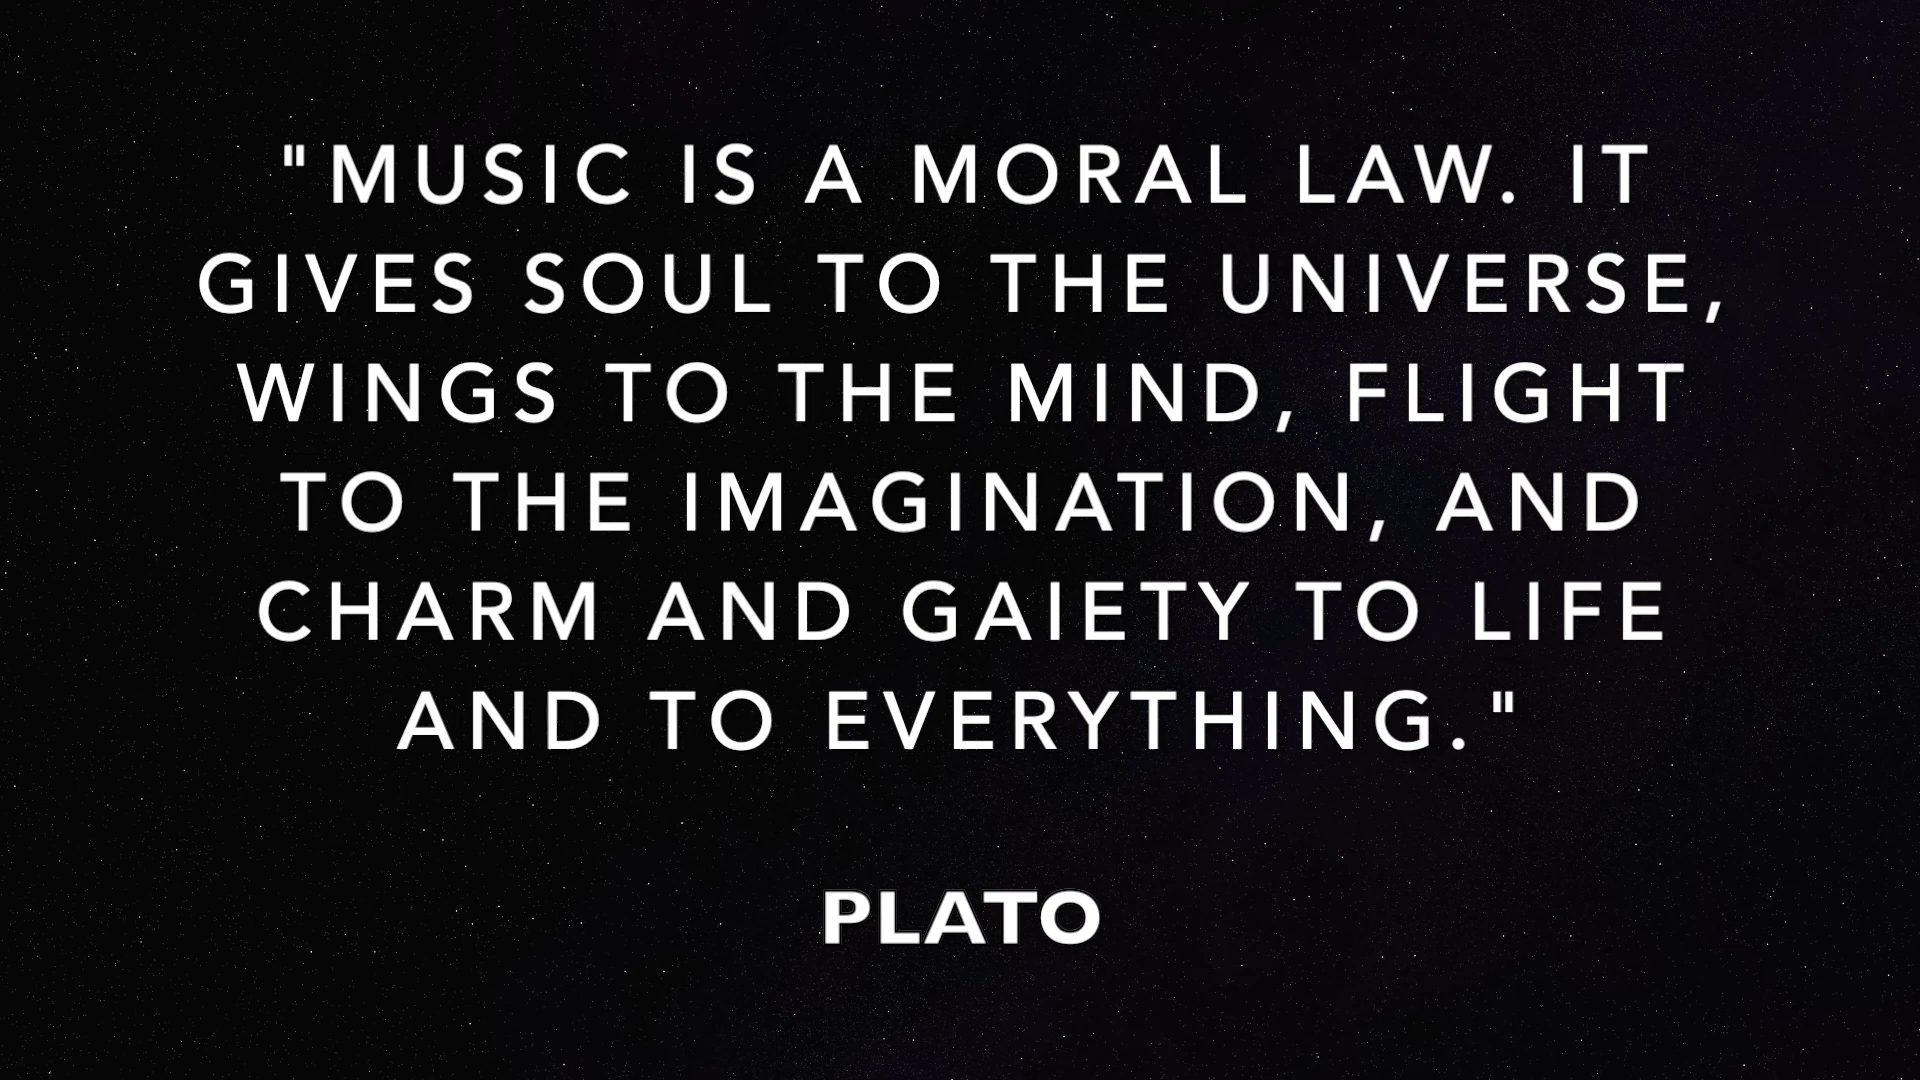 "MUSIC IS A MORAL LAW. IT
GIVES SOUL TO THE UNIVERSE,
WINGS TO THE MIND, FLIGHT
TO THE IMAGINATION, AND
CHARM AND GAIETY TO LIFE
AND TO EVERYTHING."
PLATO